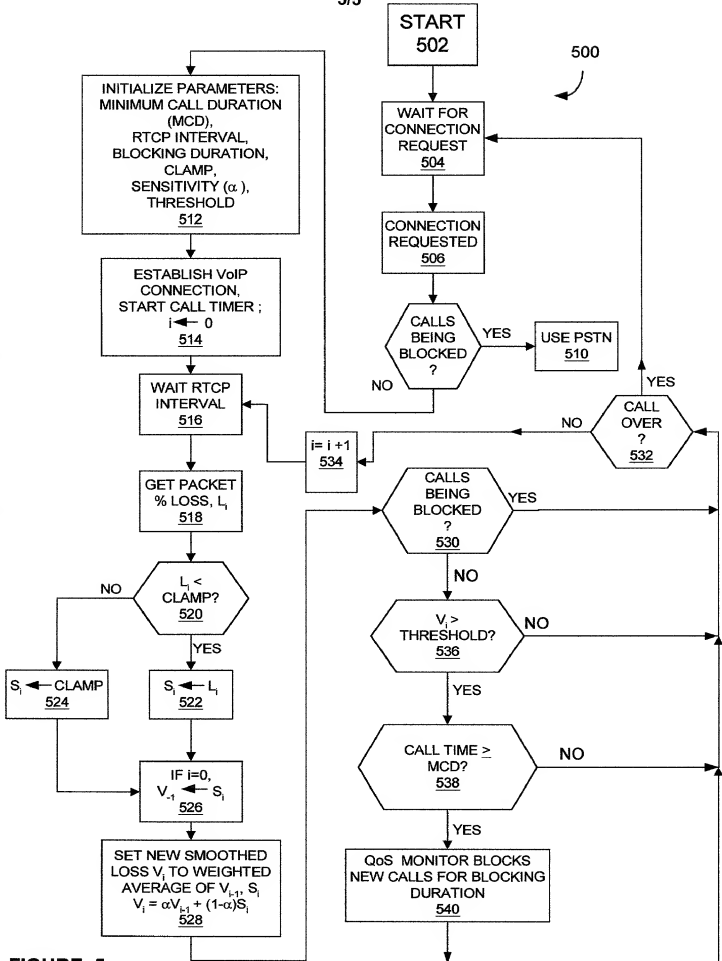 5/5
START
502
500
INITIALIZE PARAMETERS:
MINIMUM CALL DURATION
(MCD),
RTCP INTERVAL,
BLOCKING DURATION,
CLAMP,
SENSITIVITY (α ),
THRESHOLD
512
WAIT FOR
CONNECTION
REQUEST
504
CONNECTION
REQUESTED
506
ESTABLISH VoIP
CONNECTION,
START CALL TIMER ;
i ← 0
514
CALLS
BEING
BLOCKED
?
YES
USE PSTN
510
NO
WAIT RTCP
INTERVAL
516
YES
CALL
OVER
?
532
NO
i= i +1
534
GET PACKET
% LOSS, Li
518
CALLS
BEING
BLOCKED
?
530
YES
NO
Li <
CLAMP?
520
NO
YES
Vi >
THRESHOLD?
536
NO
YES
Si ← CLAMP
524
Si ← Li
522
CALL TIME ≥
MCD?
538
NO
YES
IF i=0,
V-1 ← Si
526
SET NEW SMOOTHED
LOSS Vi TO WEIGHTED
AVERAGE OF Vi-1, Si
Vi = αVi-1 + (1-α)Si
528
QoS MONITOR BLOCKS
NEW CALLS FOR BLOCKING
DURATION
540